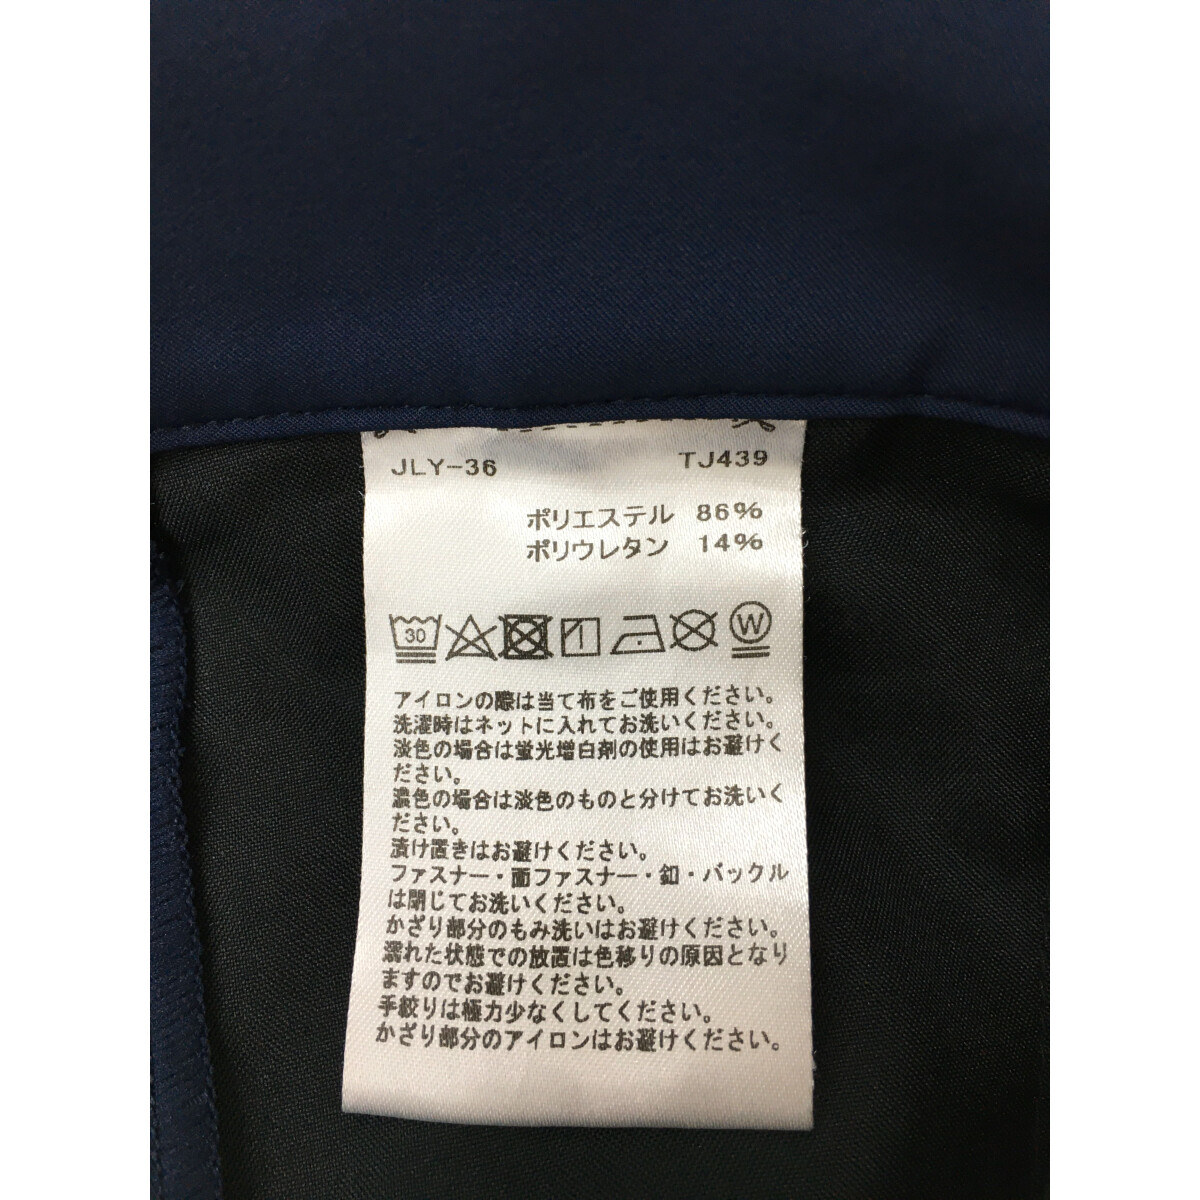 JLY-36 TJ439
ポリエステル 86%
ポリウレタン 14%
30 W
アイロンの際は当て布をご使用ください。
洗濯時はネットに入れてお洗いください。
淡色の場合は蛍光増白剤の使用はお避けく
ださい。
濃色の場合は淡色のものと分けてお洗いく
ださい。
漬け置きはお避けください。
ファスナー・面ファスナー・釦・バックル
は閉じてお洗いください。
かざり部分のもみ洗いはお避けください。
濡れた状態での放置は色移りの原因となり
ますのでお避けください。
手絞りは極力少なくしてください。
かざり部分のアイロンはお避けください。